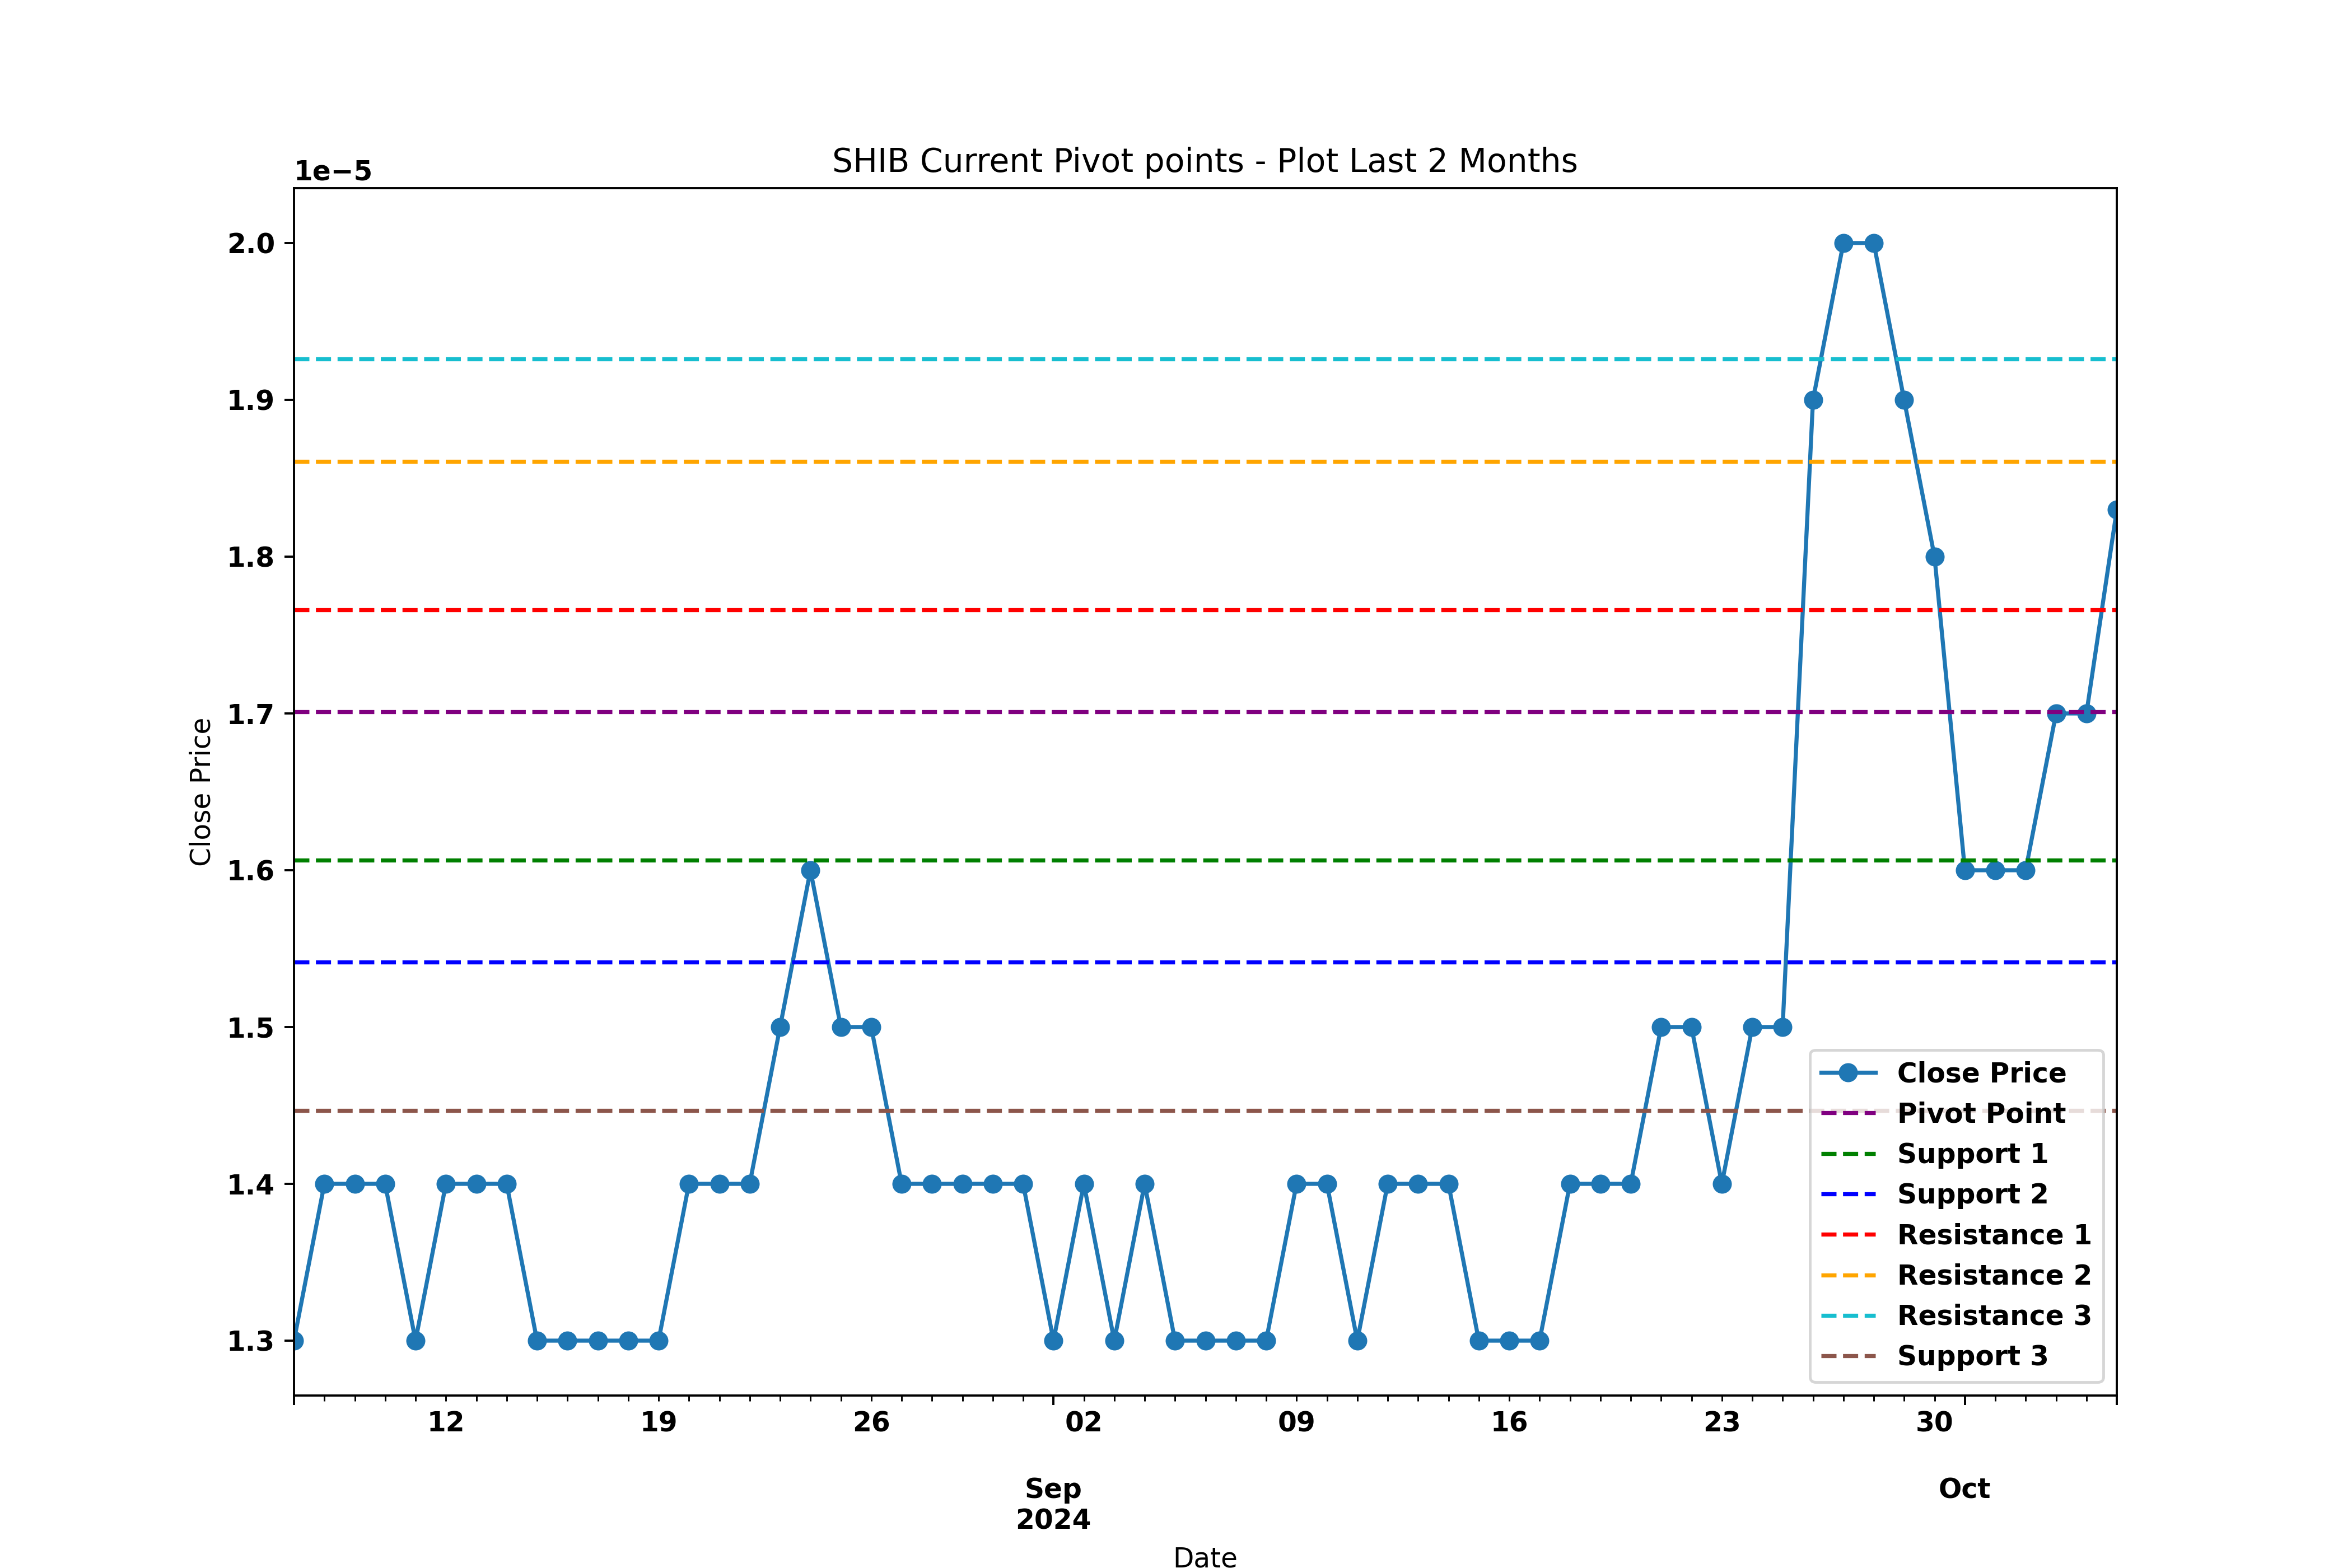 SHIB Current Pivot points - Plot Last 2 Months
1e−5
2.0
1.9
1.8
1.7
1.6
1.5
1.4
1.3
Close Price
Close Price
Pivot Point
Support 1
Support 2
Resistance 1
Resistance 2
Resistance 3
Support 3
12 19 26 02 09 16 23 30
Sep Oct
2024
Date